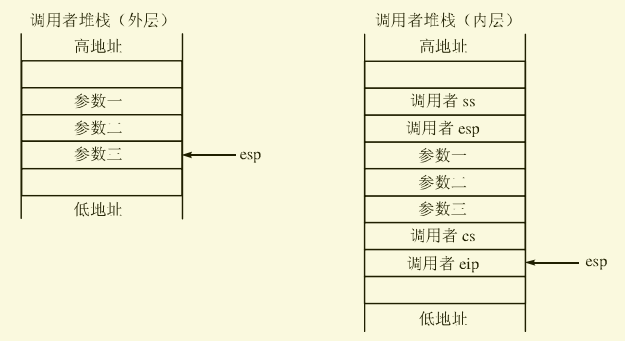 调用者堆栈（外层）
高地址
参数一
参数二
参数三
esp
低地址
调用者堆栈（内层）
高地址
调用者 ss
调用者 esp
参数一
参数二
参数三
调用者 cs
调用者 eip
esp
低地址